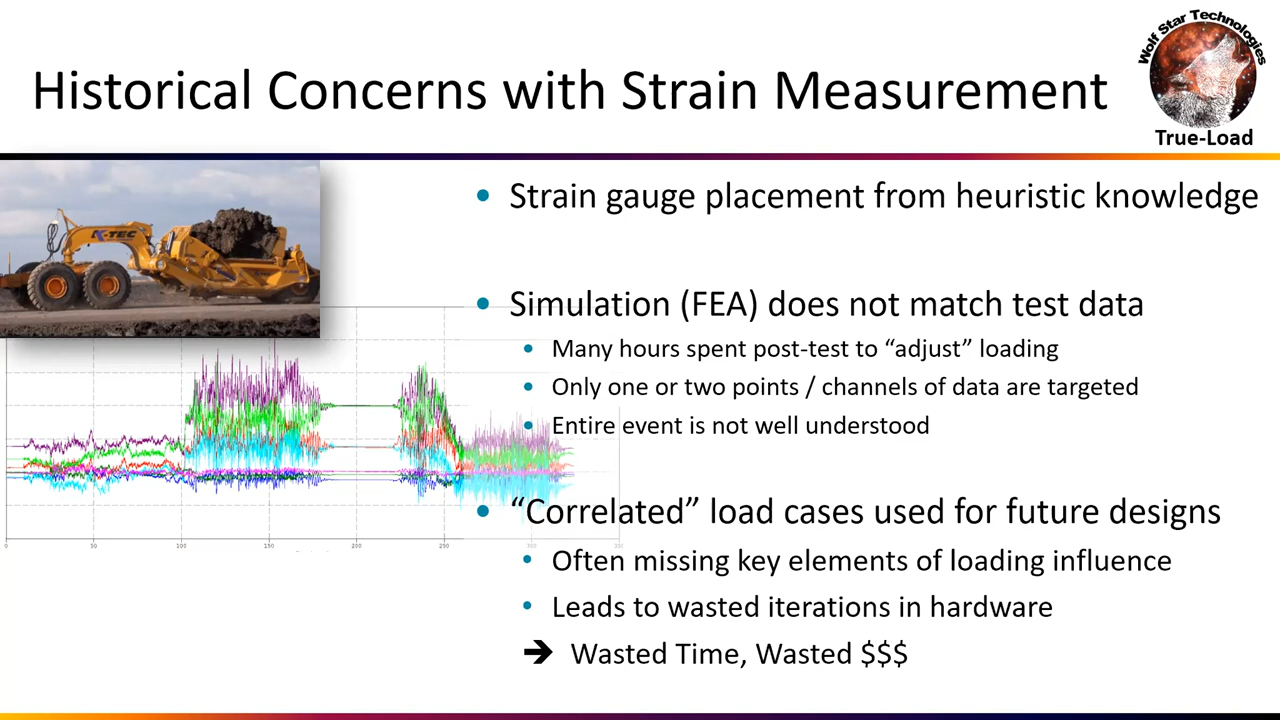 Wolf Star Technologies
True-Load
Historical Concerns with Strain Measurement
K-TEC
• Strain gauge placement from heuristic knowledge
• Simulation (FEA) does not match test data
• Many hours spent post-test to “adjust” loading
• Only one or two points / channels of data are targeted
• Entire event is not well understood
• “Correlated” load cases used for future designs
• Often missing key elements of loading influence
• Leads to wasted iterations in hardware
➔ Wasted Time, Wasted $$$
0 50 100 150 200 250 300